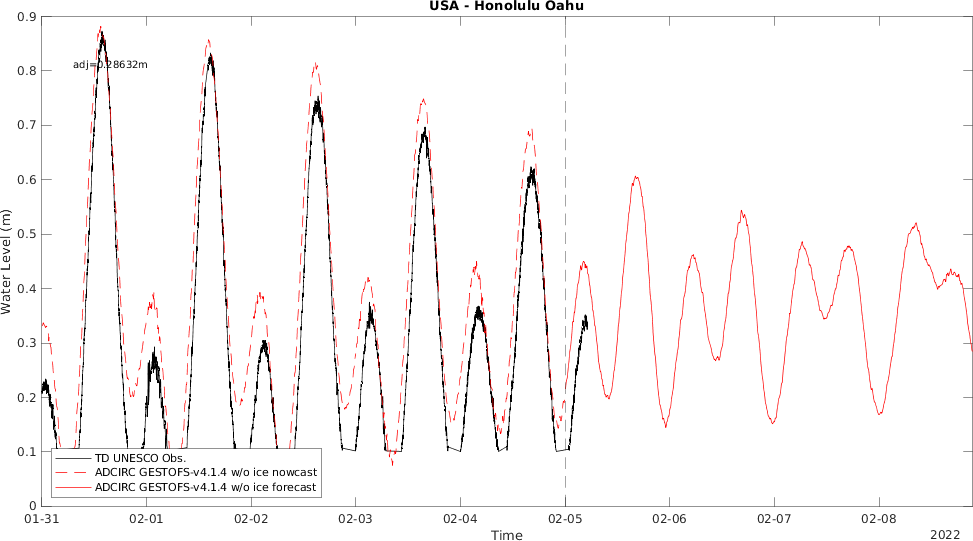 USA - Honolulu Oahu
adj=0.28632m
Water Level (m)
0.9
0.8
0.7
0.6
0.5
0.4
0.3
0.2
0.1
0
TD UNESCO Obs.
ADCIRC GESTOFS-v4.1.4 w/o ice nowcast
ADCIRC GESTOFS-v4.1.4 w/o ice forecast
01-31 02-01 02-02 02-03 02-04 02-05 02-06 02-07 02-08
Time
2022